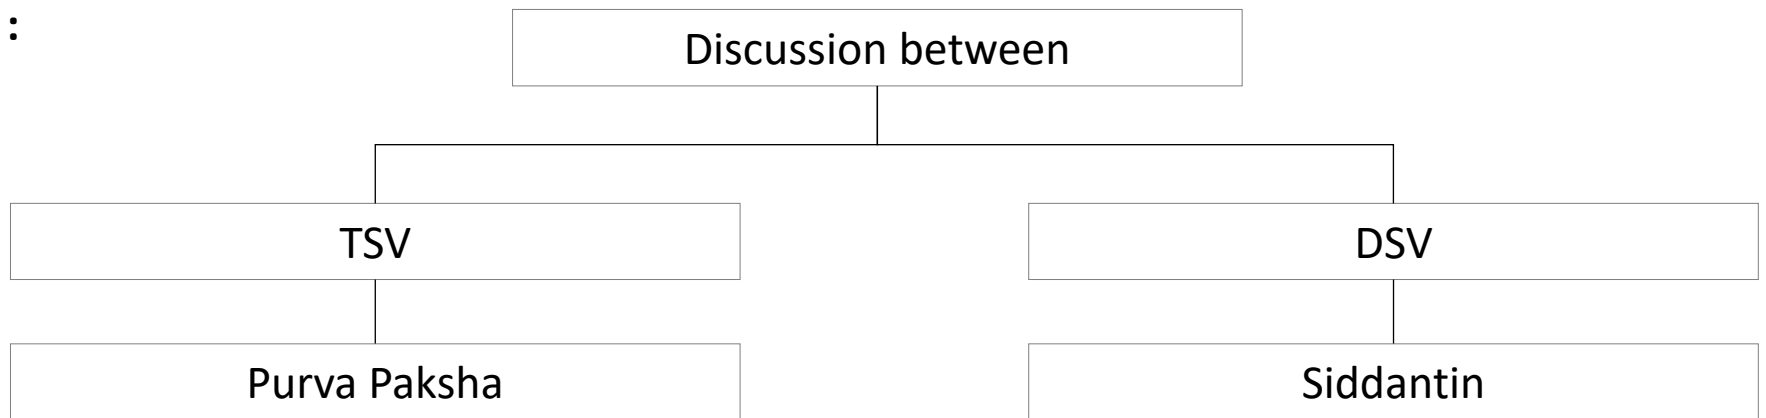 :
Discussion between
TSV
DSV
Purva Paksha
Siddantin